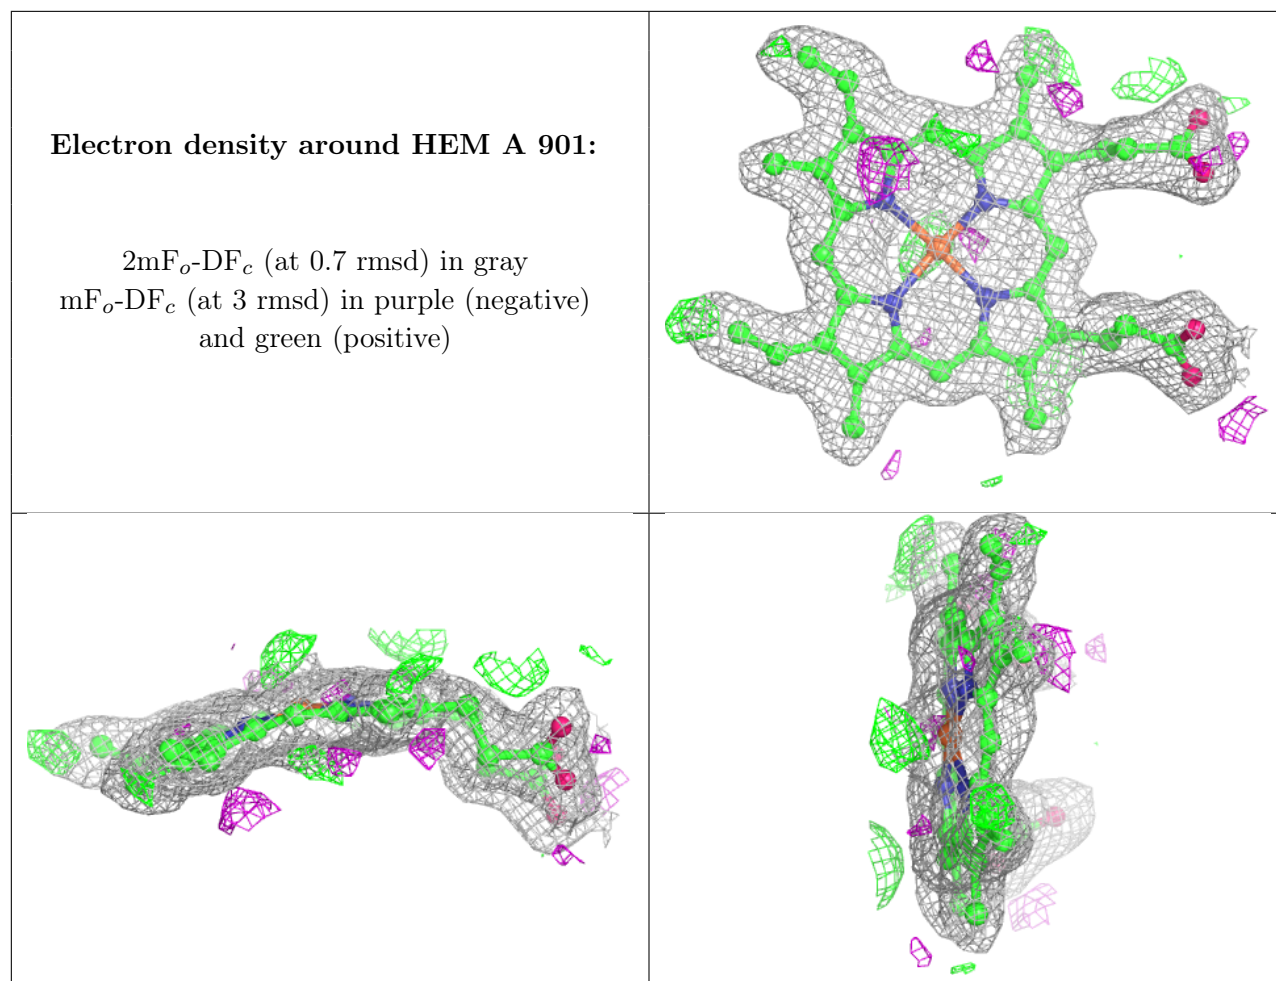 Electron density around HEM A 901:
2mFₒ-DF𝒸 (at 0.7 rmsd) in gray
mFₒ-DF𝒸 (at 3 rmsd) in purple (negative)
and green (positive)